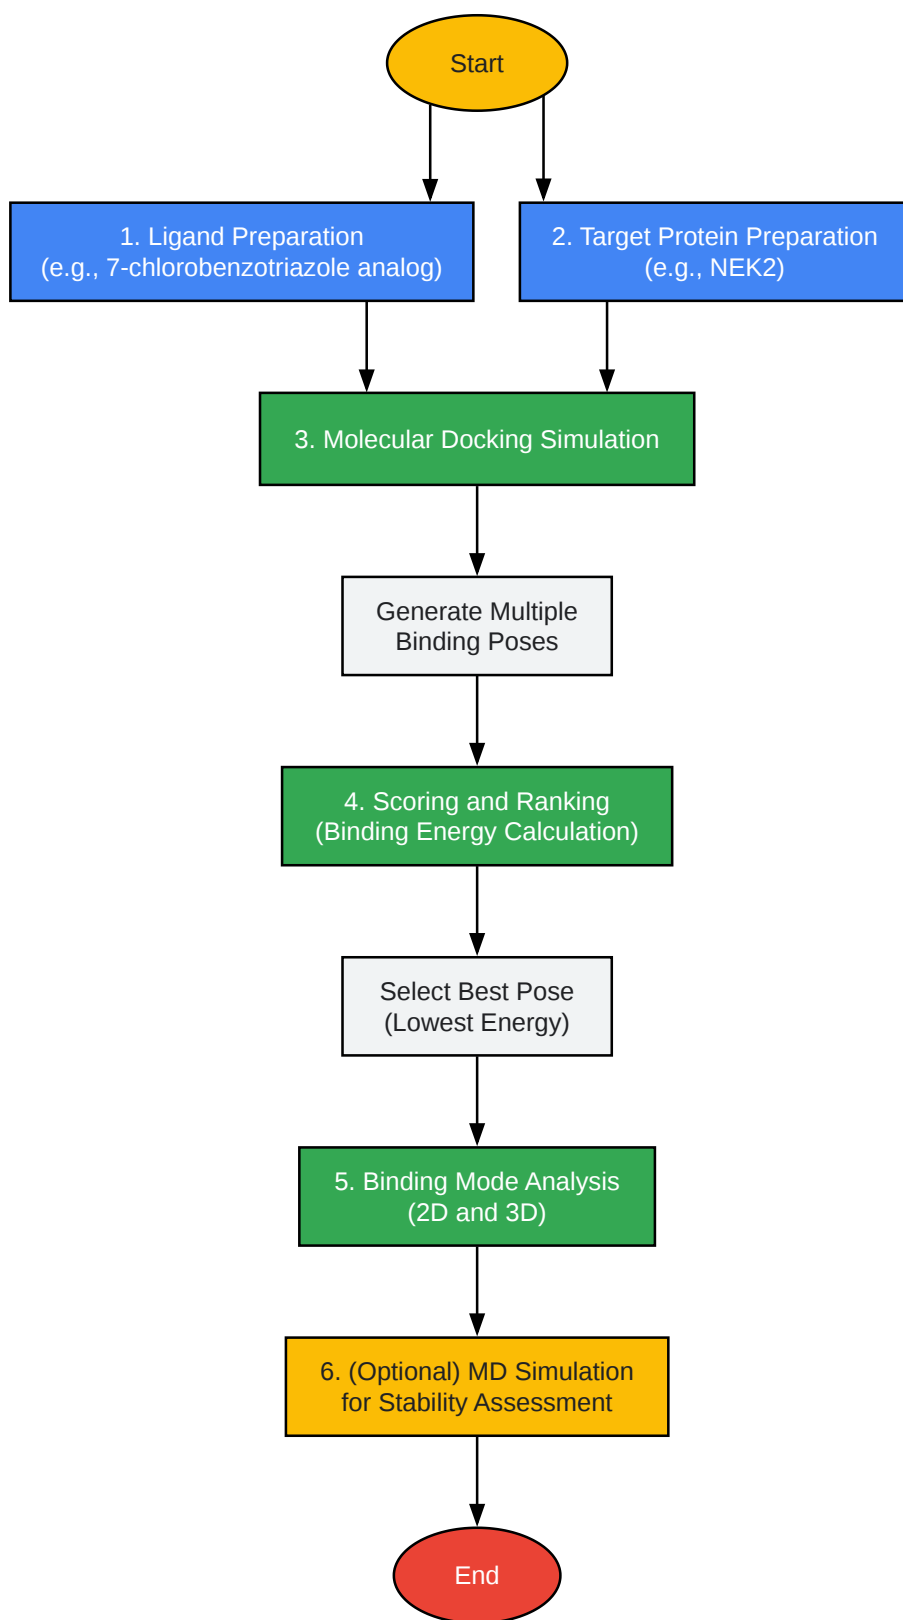 Start
1. Ligand Preparation
(e.g., 7-chlorobenzotriazole analog)
2. Target Protein Preparation
(e.g., NEK2)
3. Molecular Docking Simulation
Generate Multiple
Binding Poses
4. Scoring and Ranking
(Binding Energy Calculation)
Select Best Pose
(Lowest Energy)
5. Binding Mode Analysis
(2D and 3D)
6. (Optional) MD Simulation
for Stability Assessment
End